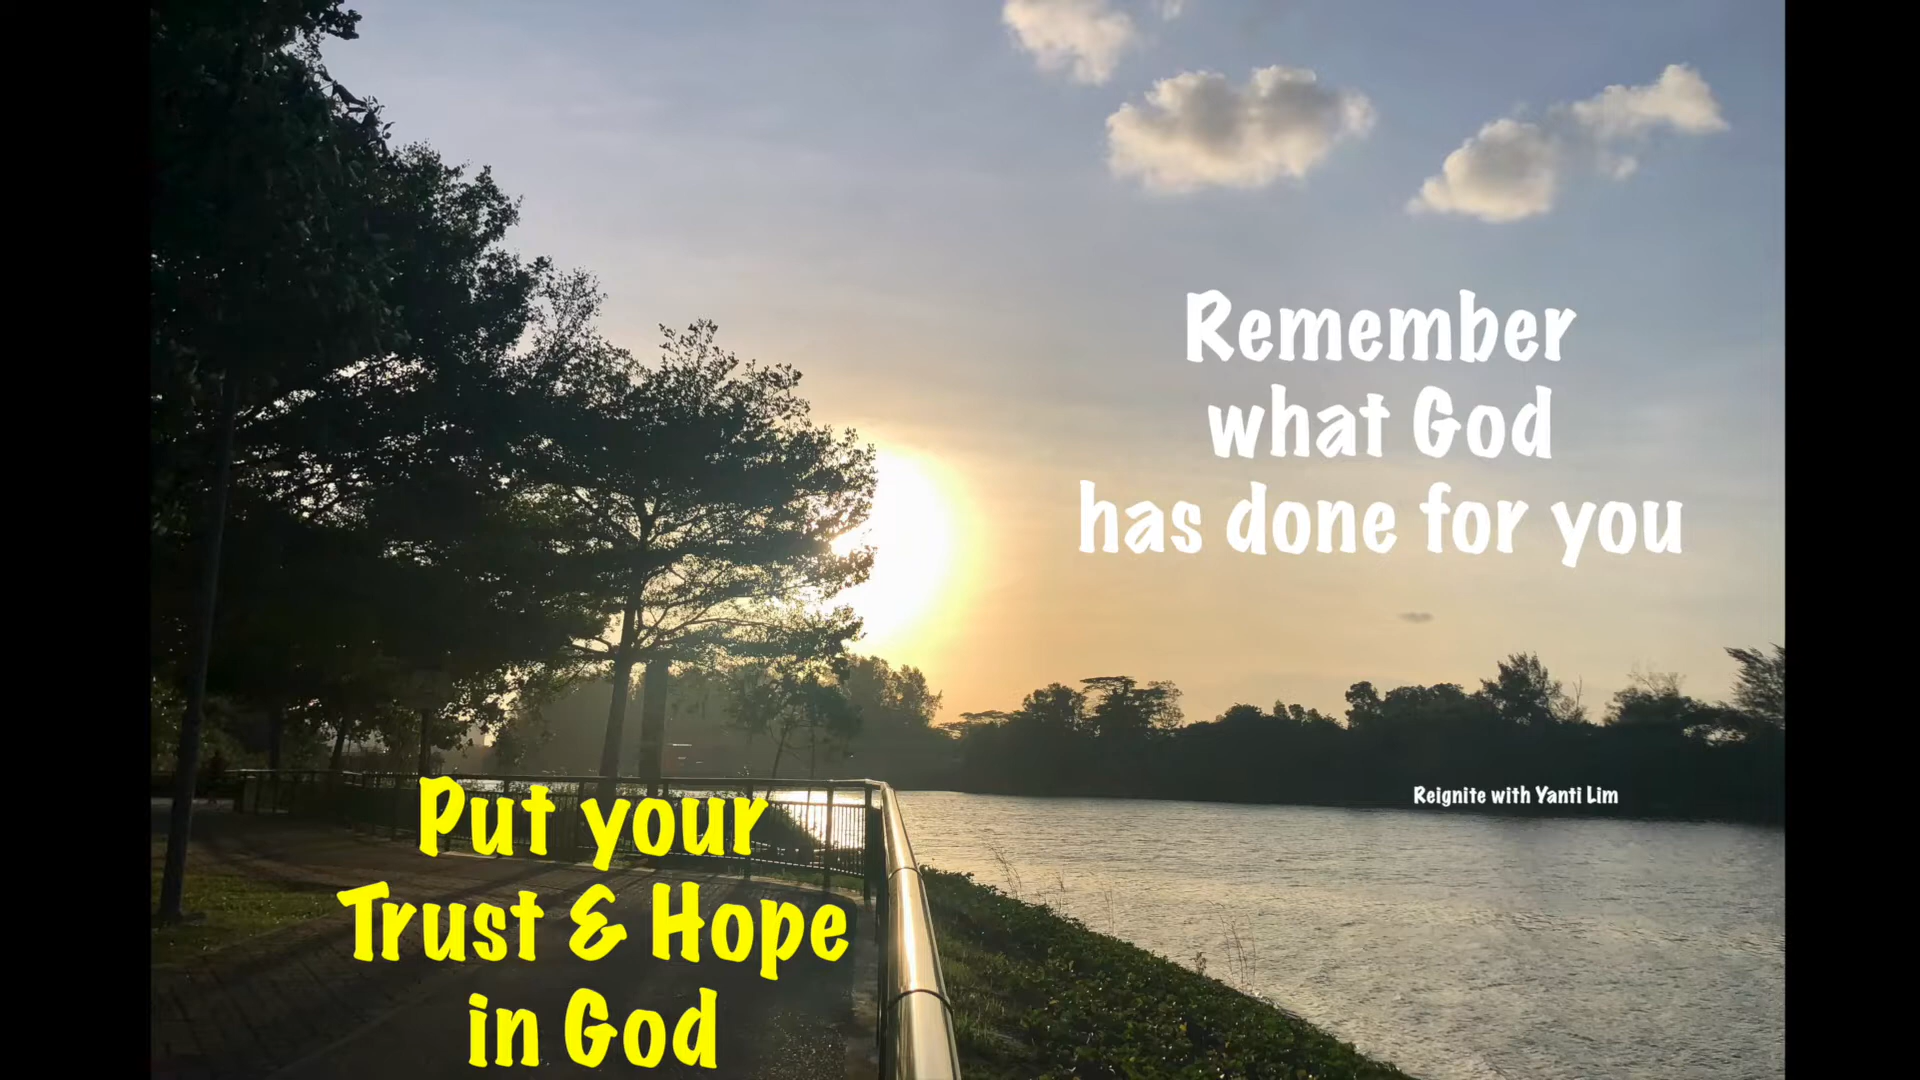 Remember
what God
has done for you
Reignite with Yanti Lim
Put your
Trust & Hope
in God